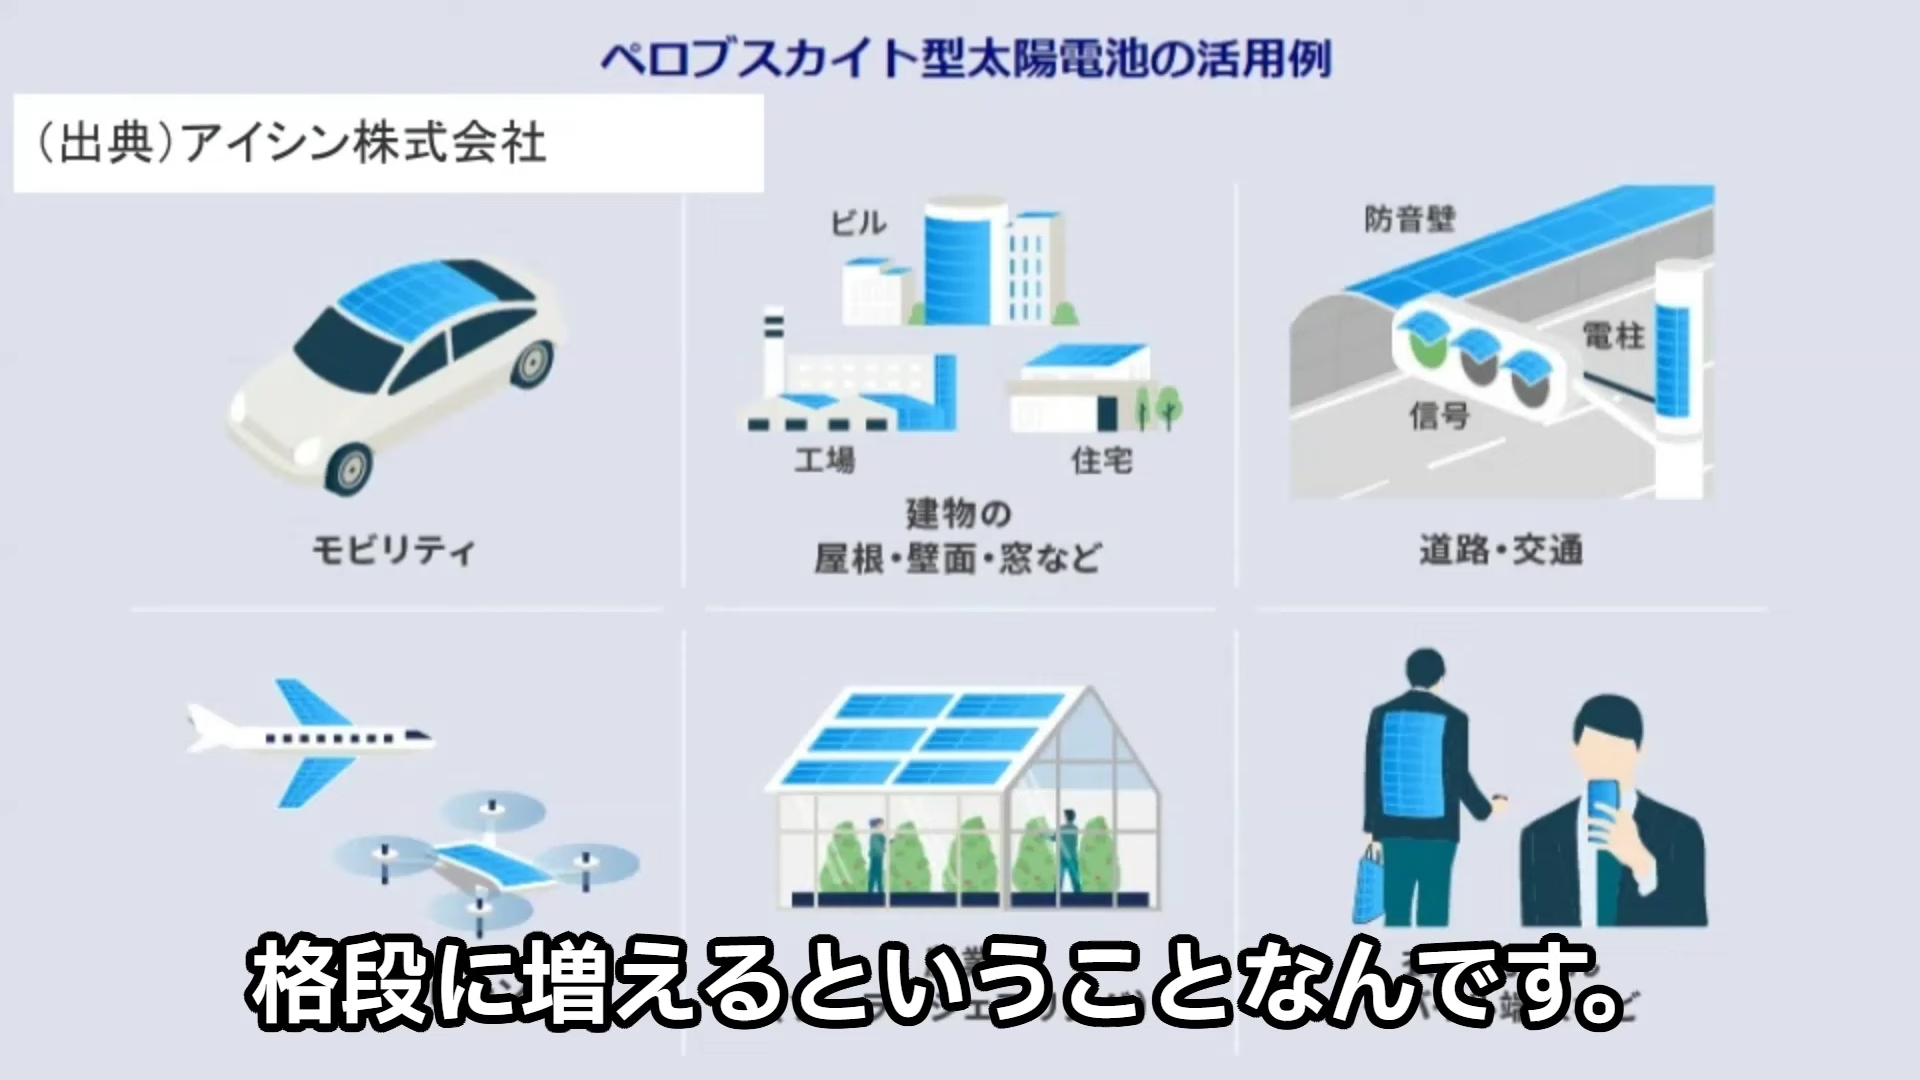 ペロブスカイト型太陽電池の活用例
（出典）アイシン株式会社
ビル
工場
住宅
防音壁
電柱
信号
モビリティ
建物の
屋根・壁面・窓など
道路・交通
格段に増えるということなんです。